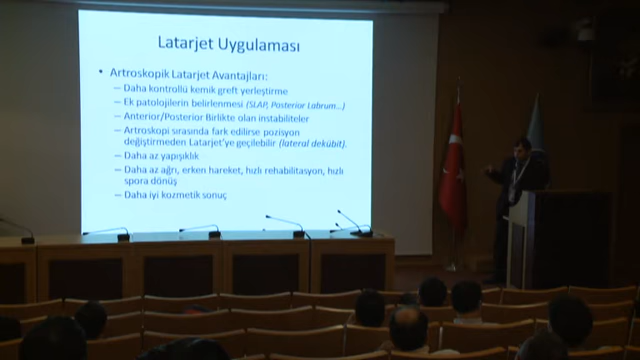 Latarjet Uygulaması
• Artroskopik Latarjet Avantajları:
– Daha kontrollü kemik greft yerleştirme
– Ek patolojilerin belirlenmesi (SLAP, Posterior Labrum...)
– Anterior/Posterior Birlikte olan instabiliteler
– Artroskopi sırasında fark edilirse pozisyon
değiştirmeden Latarjet'ye geçilebilir (lateral dekübit).
– Daha az yapışıklık
– Daha az ağrı, erken hareket, hızlı rehabilitasyon, hızlı
spora dönüş
– Daha iyi kozmetik sonuç